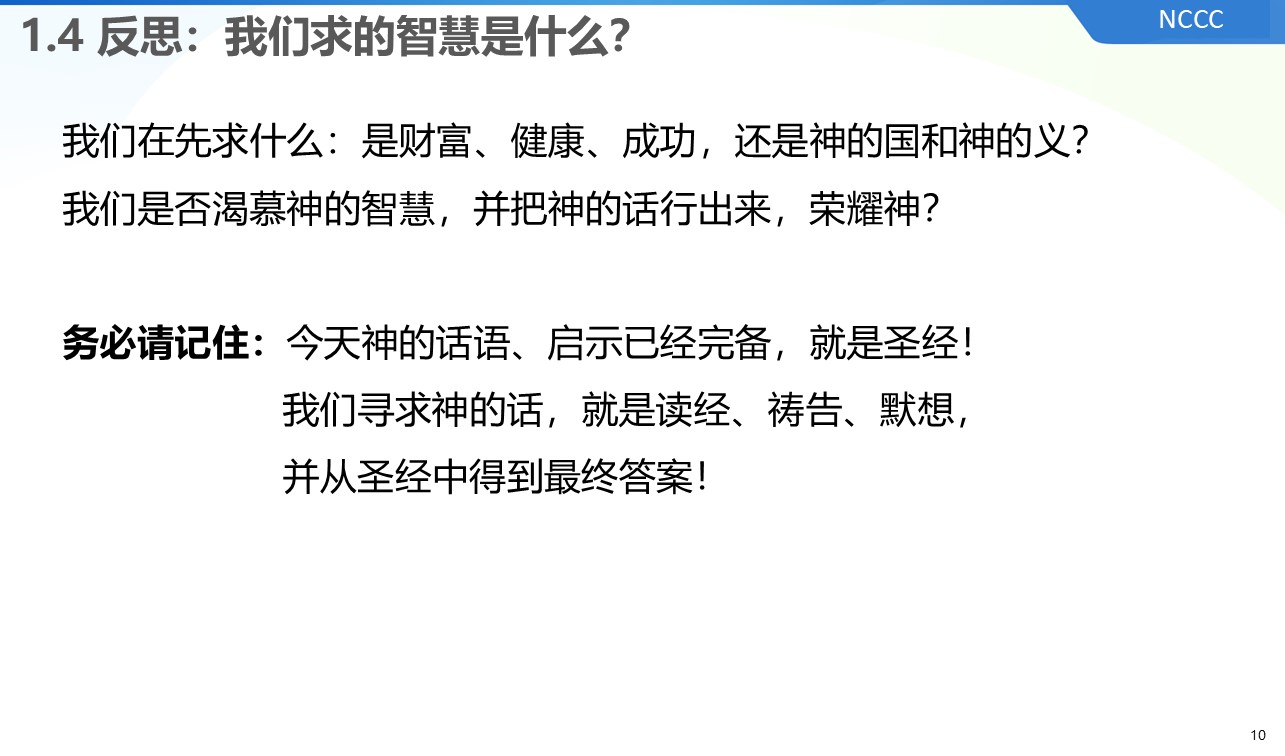 NCCC
1.4 反思：我们求的智慧是什么？
我们在先求什么：是财富、健康、成功，还是神的国和神的义？
我们是否渴慕神的智慧，并把神的话行出来，荣耀神？
务必请记住：今天神的话语、启示已经完备，就是圣经！
我们寻求神的话，就是读经、祷告、默想，
并从圣经中得到最终答案！
10